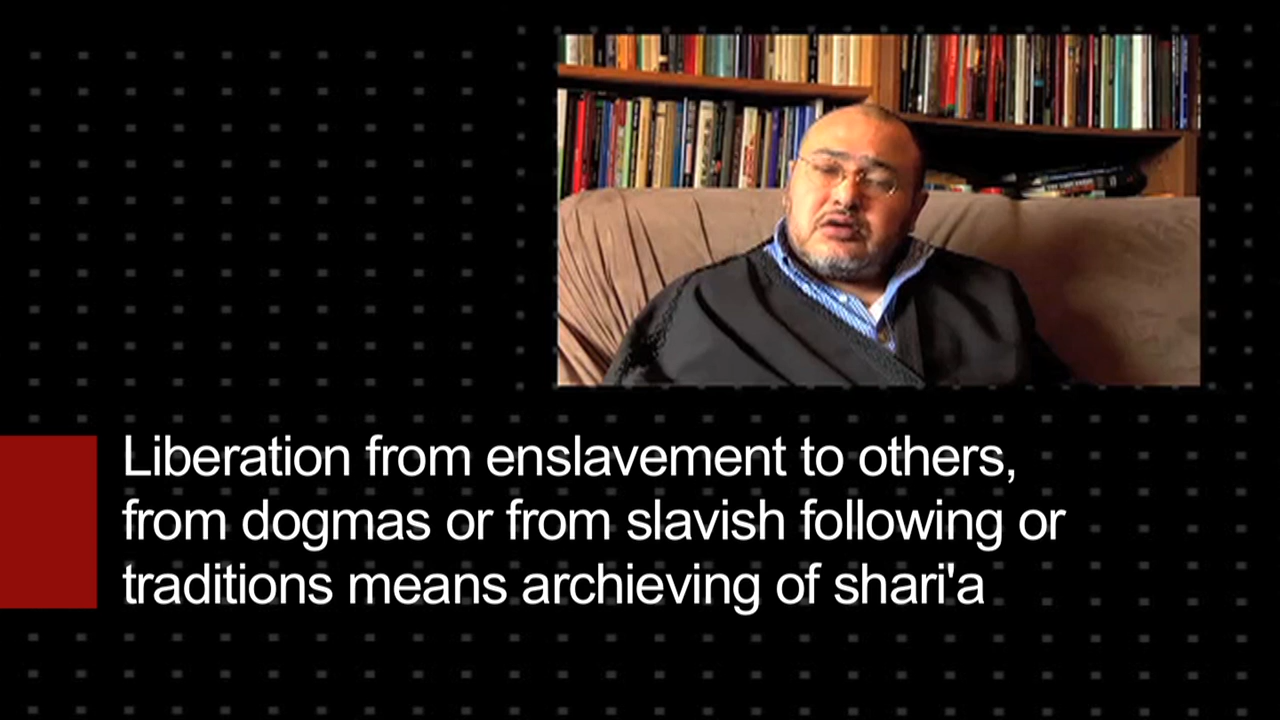 Liberation from enslavement to others,
from dogmas or from slavish following or
traditions means archieving of shari'a